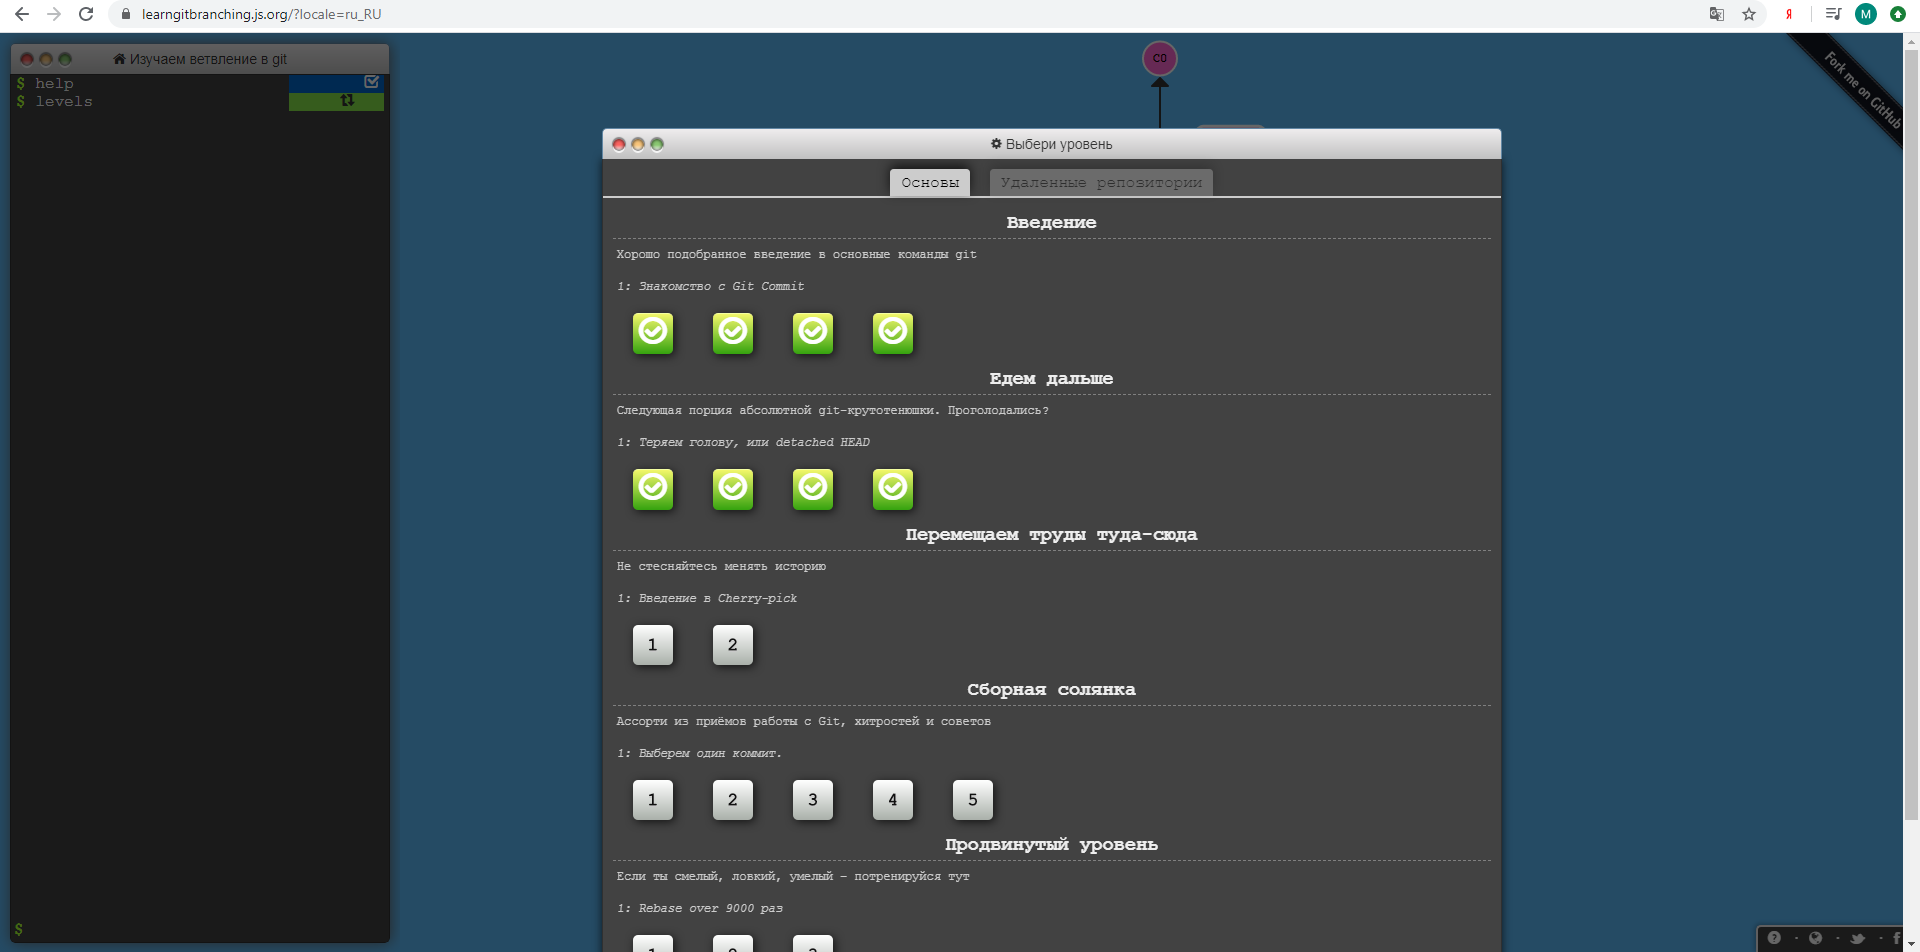 learngitbranching.js.org/?locale=ru_RU
Я
M
Изучаем ветвление в git
$ help
$ levels
C0
Fork me on GitHub
Выбери уровень
Основы
Удаленные репозитории
Введение
Хорошо подобранное введение в основные команды git
1: Знакомство с Git Commit
Едем дальше
Следующая порция абсолютной git-крутотенюшки. Проголодались?
1: Теряем голову, или detached HEAD
Перемещаем труды туда-сюда
Не стесняйтесь менять историю
1: Введение в Cherry-pick
1 2
Сборная солянка
Ассорти из приёмов работы с Git, хитростей и советов
1: Выберем один коммит.
1 2 3 4 5
Продвинутый уровень
Если ты смелый, ловкий, умелый - потренируйся тут
1: Rebase over 9000 раз
1 2 3
$